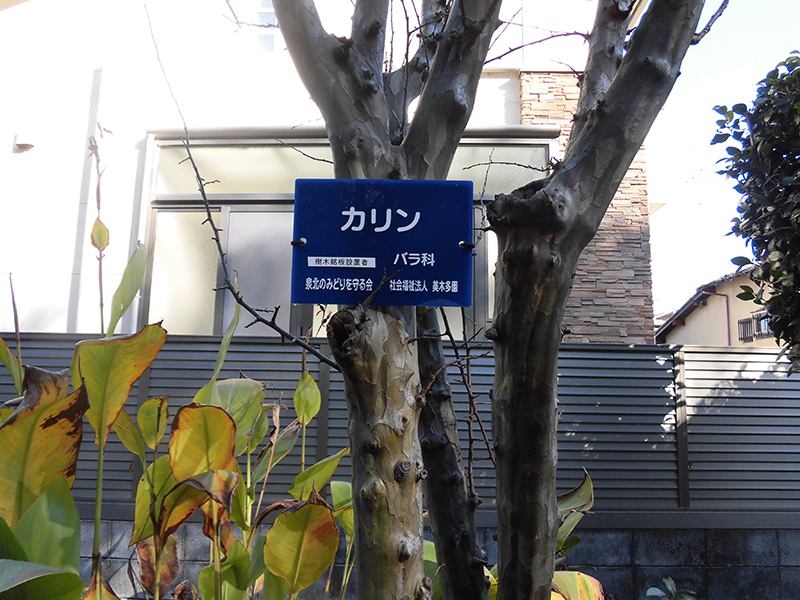 カリン
樹木銘板設置者 バラ科
泉北のみどりを守る会 社会福祉法人 美木多園